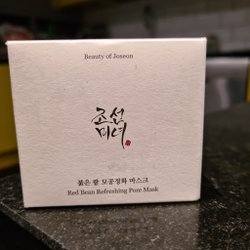 Beauty of Joseon
조선
미녀
붉은 팥 모공정화 마스크
Red Bean Refreshing Pore Mask